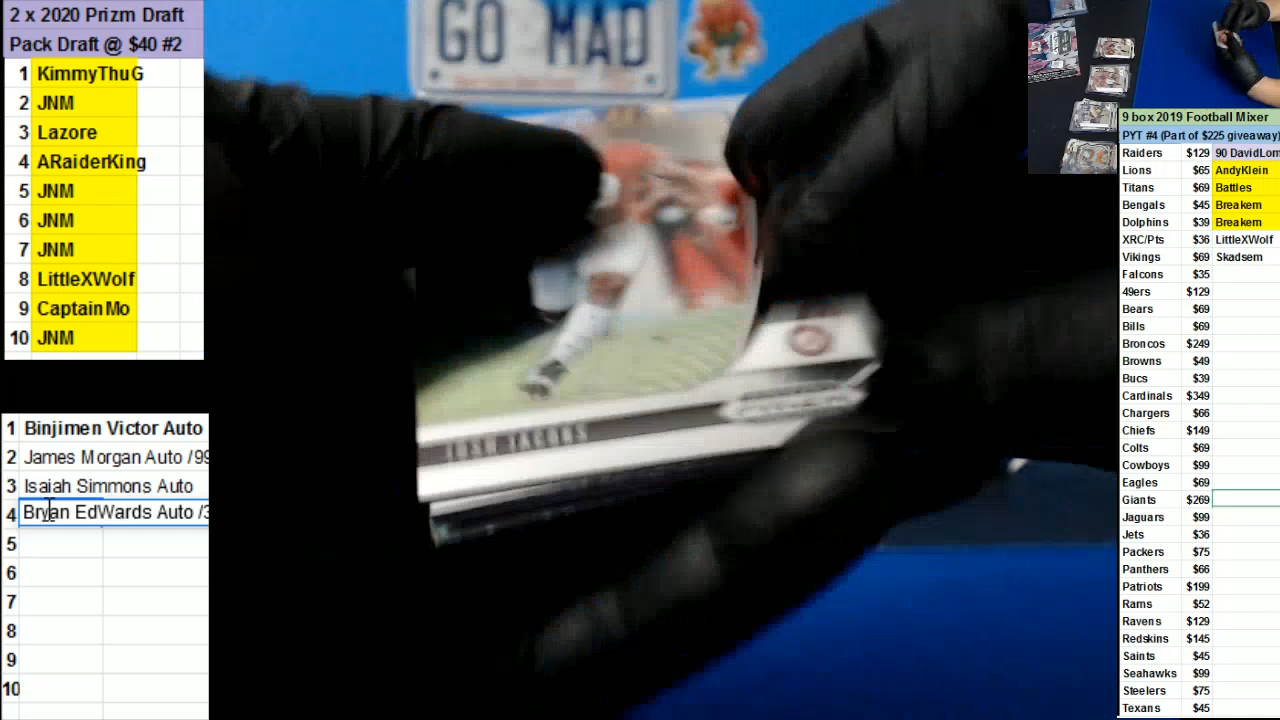 2 x 2020 Prizm Draft
Pack Draft @ $40 #2
1 KimmyThuG
2 JNM
3 Lazore
4 ARaiderKing
5 JNM
6 JNM
7 JNM
8 LittleXWolf
9 CaptainMo
10 JNM
1 Binjimen Victor Auto
2 James Morgan Auto /99
3 Isaiah Simmons Auto
4 Bryan EdWards Auto /3
5
6
7
8
9
10
GO MAD
JOSH JACOBS
9 box 2019 Football Mixer
PYT #4 (Part of $225 giveaway)
Raiders $129 90 DavidLom
Lions $65 AndyKlein
Titans $69 Battles
Bengals $45 Breakem
Dolphins $39 Breakem
XRC/Pts $36 LittleXWolf
Vikings $69 Skadsem
Falcons $35
49ers $129
Bears $69
Bills $69
Broncos $249
Browns $49
Bucs $39
Cardinals $349
Chargers $66
Chiefs $149
Colts $69
Cowboys $99
Eagles $69
Giants $269
Jaguars $99
Jets $36
Packers $75
Panthers $66
Patriots $199
Rams $52
Ravens $129
Redskins $145
Saints $45
Seahawks $99
Steelers $75
Texans $45